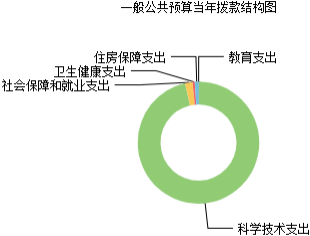 一般公共预算当年拨款结构图
住房保障支出
教育支出
卫生健康支出
社会保障和就业支出
科学技术支出